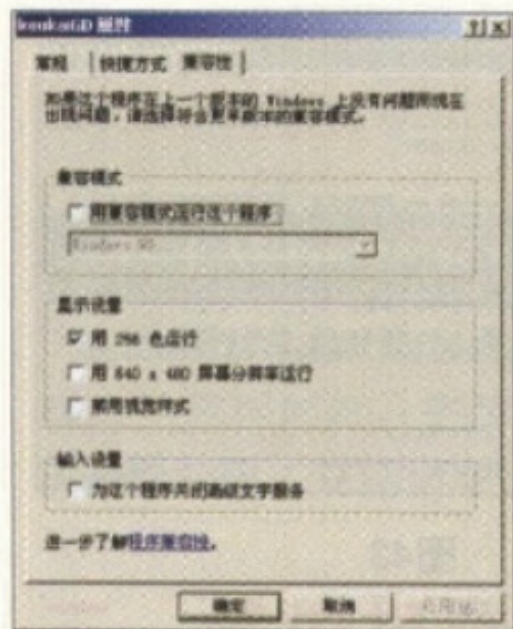 属性
常规 快捷方式 兼容性
如果这个程序在上一个版本的 Windows 上没有问题而现在
出现问题，请选择符合更早版本的兼容模式。
兼容模式
用兼容模式运行这个程序
Windows
显示设置
用 256 色运行
用 640 x 480 屏幕分辨率运行
禁用视觉样式
输入设置
为这个程序关闭高级文字服务
进一步了解程序兼容性。
确定 取消